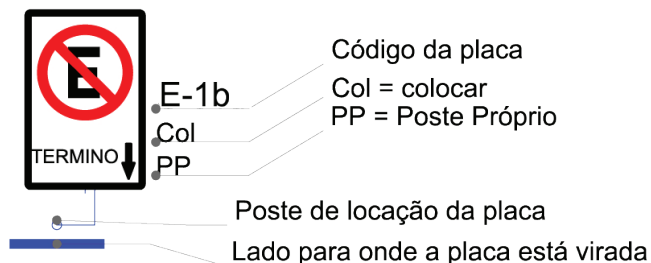 E
TERMINO
E-1b
Col
PP
Código da placa
Col = colocar
PP = Poste Próprio
Poste de locação da placa
Lado para onde a placa está virada